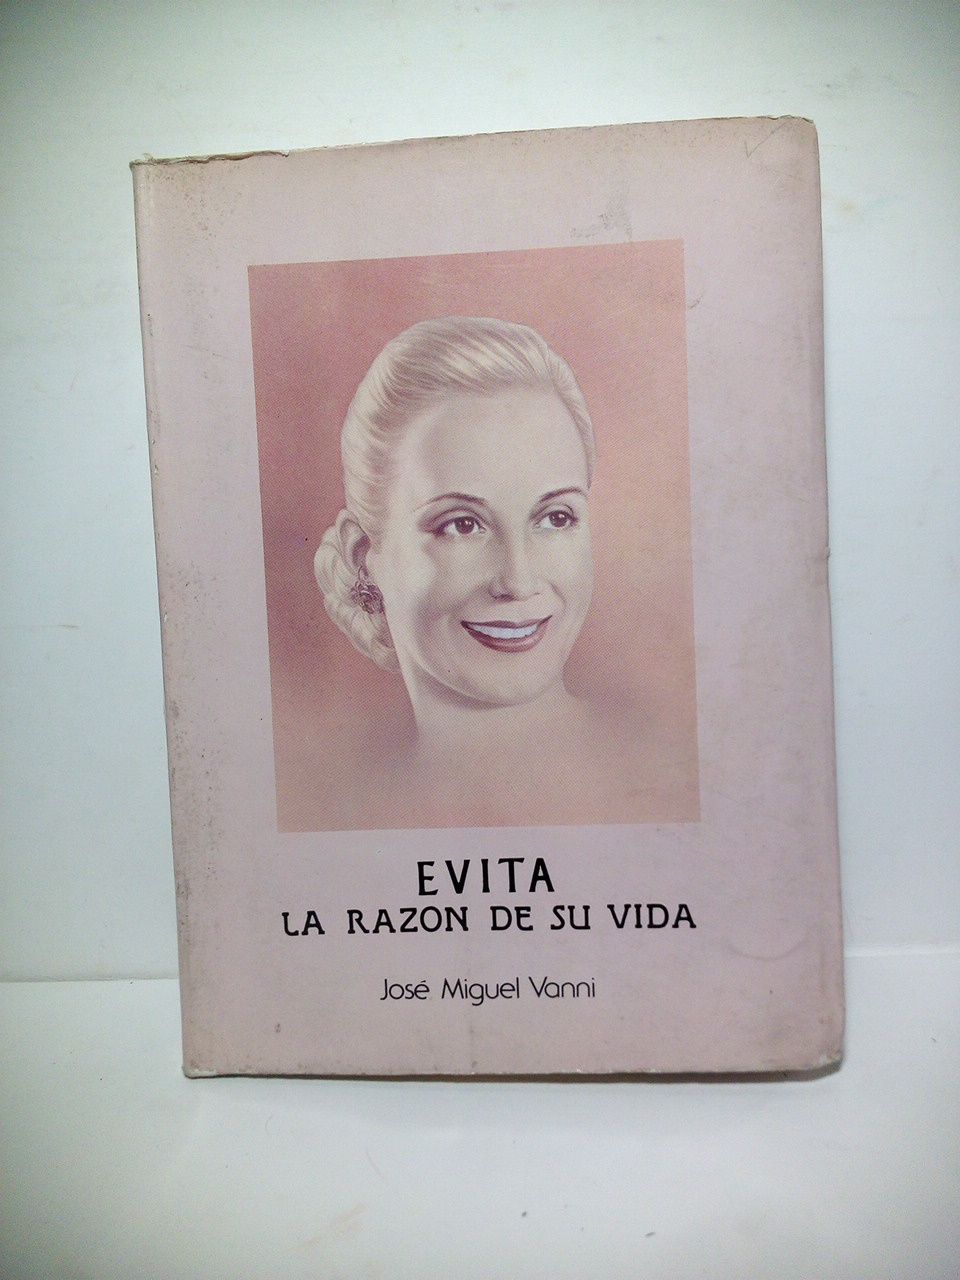 EVITA
LA RAZON DE SU VIDA
José Miguel Vanni